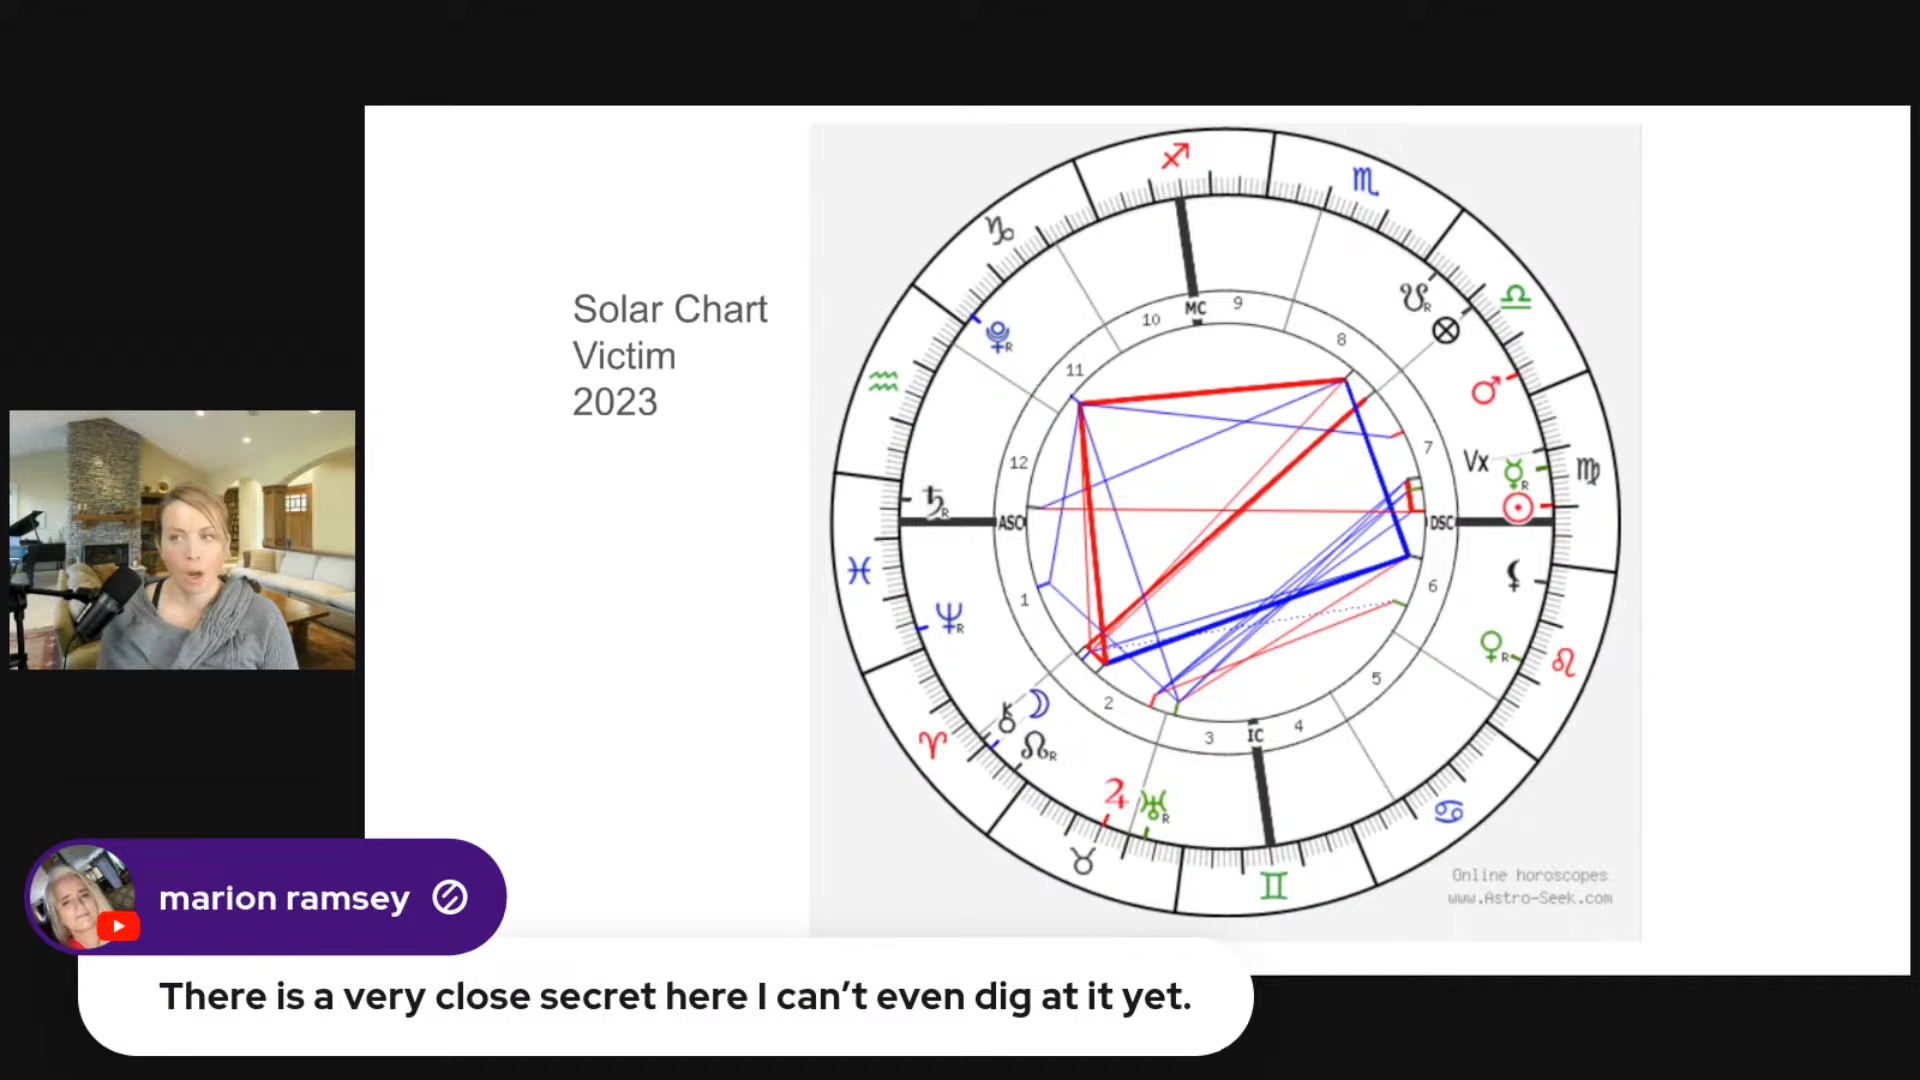 Solar Chart
Victim
2023
MC
9
10
8
11
7
12
Vx
R
R
R
ASC
DSC
1
6
R
R
2
5
3
IC
4
R
R
Online horoscopes
www.Astro-Seek.com
marion ramsey
There is a very close secret here I can’t even dig at it yet.